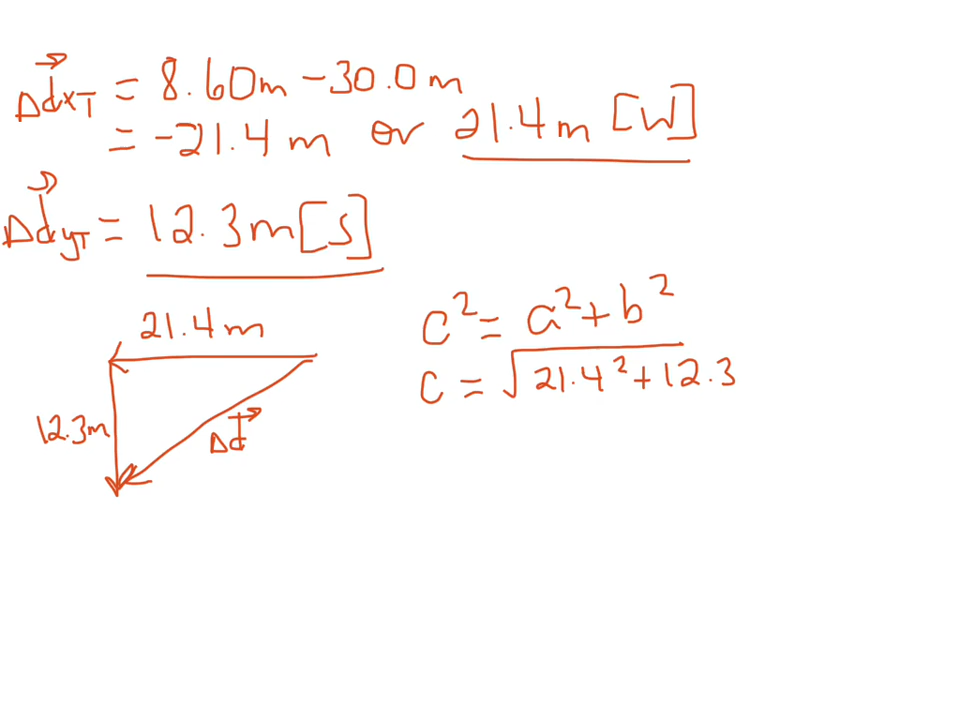 Δd⃗xT = 8.60m - 30.0m
= -21.4 m or 21.4m [W]
Δd⃗yT = 12.3m[S]
21.4m
12.3m
Δd⃗
c² = a² + b²
c = √21.4² + 12.3